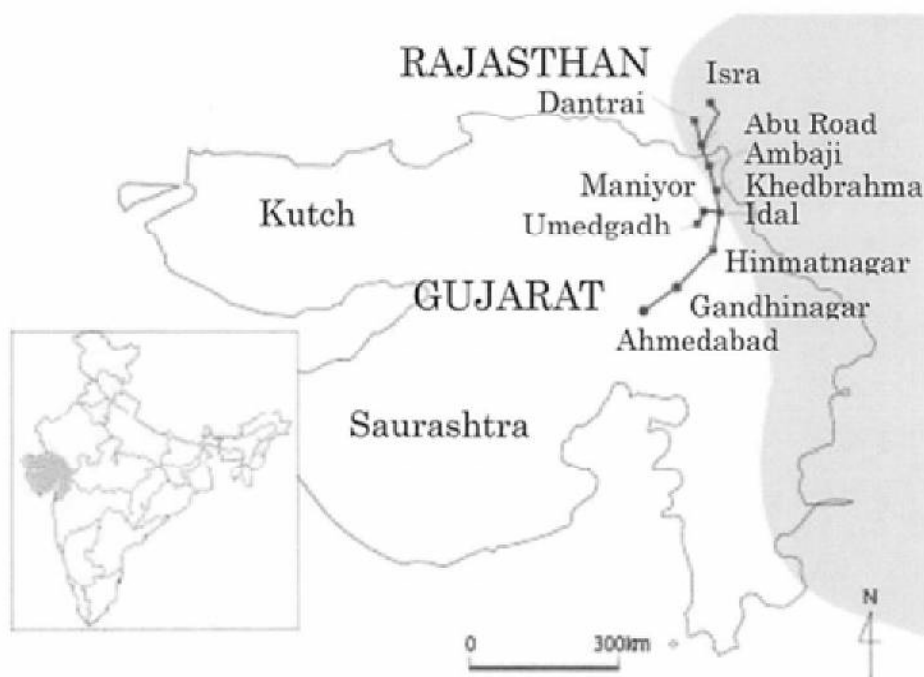 RAJASTHAN
Isra
Dantrai
Abu Road
Ambaji
Maniyor
Khedbrahma
Kutch
Idal
Umedgadh
Hinmatnagar
GUJARAT
Gandhinagar
Ahmedabad
Saurashtra
N
0 300km